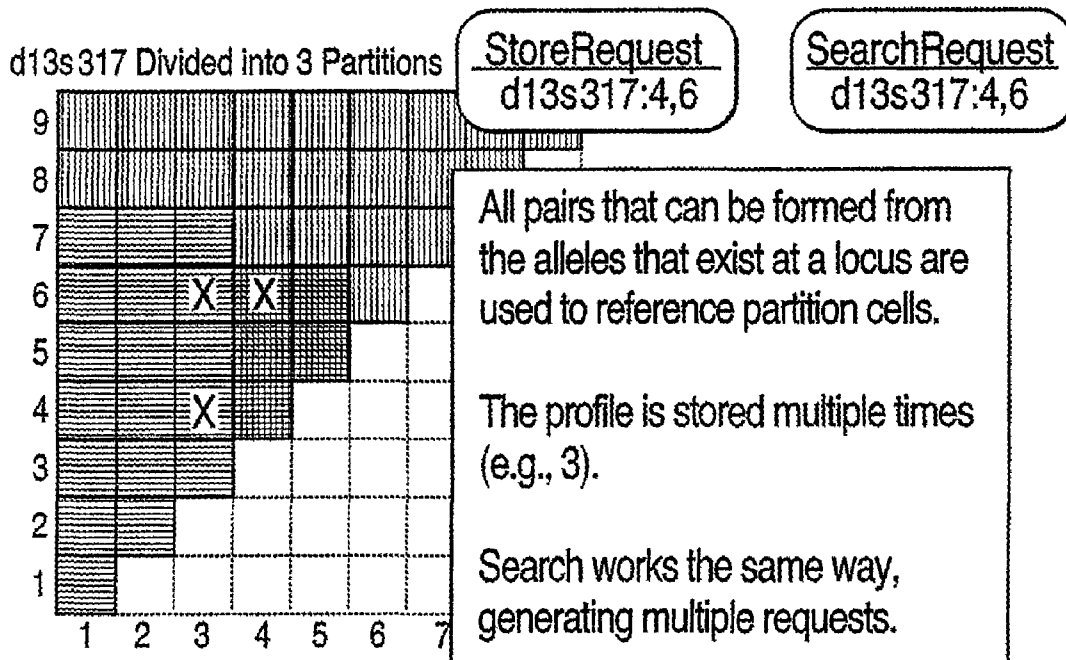 d13s317 Divided into 3 Partitions
StoreRequest
d13s317:4,6
SearchRequest
d13s317:4,6
9
8
7
6
5
4
3
2
1
X X
X
1 2 3 4 5 6 7
All pairs that can be formed from
the alleles that exist at a locus are
used to reference partition cells.
The profile is stored multiple times
(e.g., 3).
Search works the same way,
generating multiple requests.